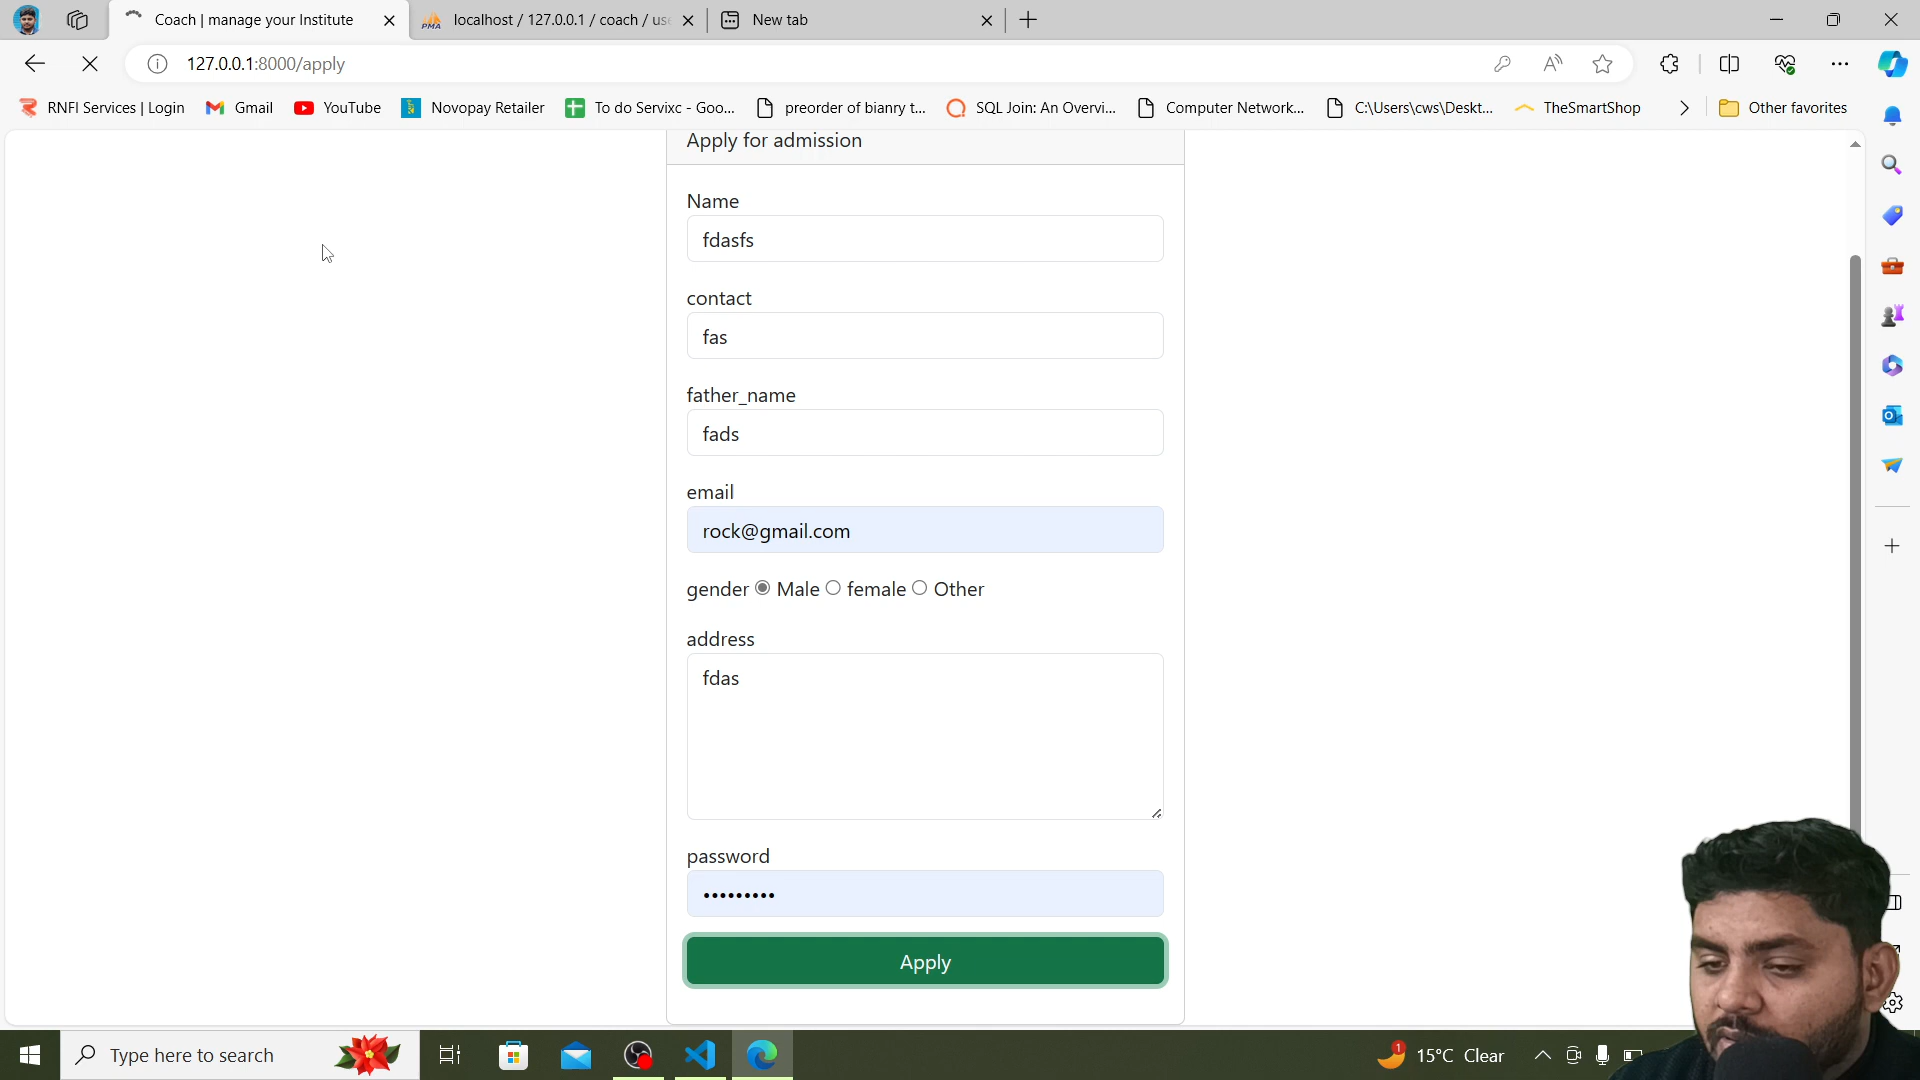 Coach | manage your Institute
localhost / 127.0.0.1 / coach / us
New tab
127.0.0.1:8000/apply
RNFI Services | Login
Gmail
YouTube
Novopay Retailer
To do Servixc - Goo...
preorder of bianry t...
SQL Join: An Overvi...
Computer Network...
C:\Users\cws\Deskt...
TheSmartShop
Other favorites
Apply for admission
Name
fdasfs
contact
fas
father_name
fads
email
rock@gmail.com
gender Male female Other
address
fdas
password
Apply
Type here to search
1
15°C Clear